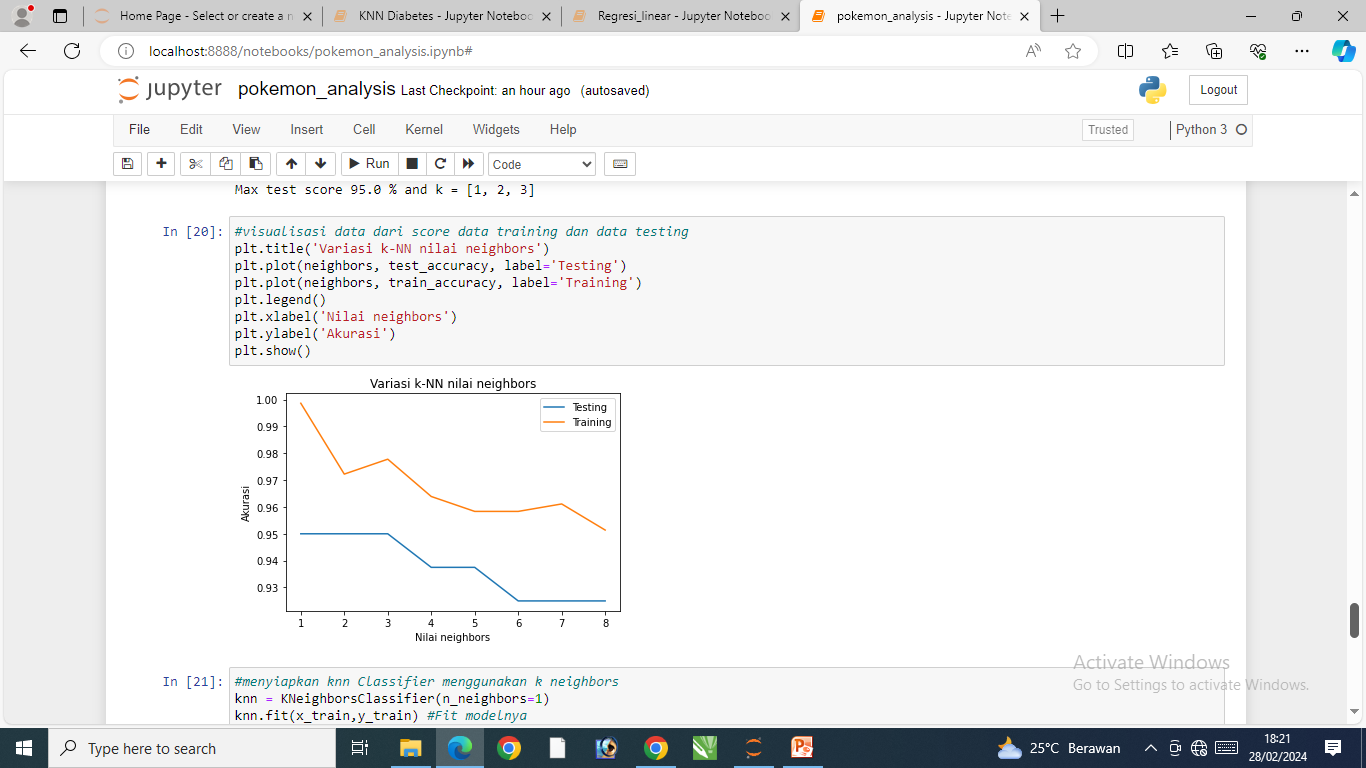 Home Page - Select or create a n
KNN Diabetes - Jupyter Noteboo
Regresi_linear - Jupyter Noteboo
pokemon_analysis - Jupyter Note
localhost:8888/notebooks/pokemon_analysis.ipynb#
jupyter pokemon_analysis Last Checkpoint: an hour ago (autosaved)
Logout
File Edit View Insert Cell Kernel Widgets Help
Trusted
Python 3
Run
Code
Max test score 95.0 % and k = [1, 2, 3]
In [20]: #visualisasi data dari score data training dan data testing
plt.title('Variasi k-NN nilai neighbors')
plt.plot(neighbors, test_accuracy, label='Testing')
plt.plot(neighbors, train_accuracy, label='Training')
plt.legend()
plt.xlabel('Nilai neighbors')
plt.ylabel('Akurasi')
plt.show()
Variasi k-NN nilai neighbors
Testing
Training
1.00
0.99
0.98
0.97
0.96
0.95
0.94
0.93
Akurasi
1 2 3 4 5 6 7 8
Nilai neighbors
In [21]: #menyiapkan knn Classifier menggunakan k neighbors
knn = KNeighborsClassifier(n_neighbors=1)
knn.fit(x_train,y_train) #Fit modelnya
Activate Windows
Go to Settings to activate Windows.
Type here to search
25°C Berawan
18:21
28/02/2024